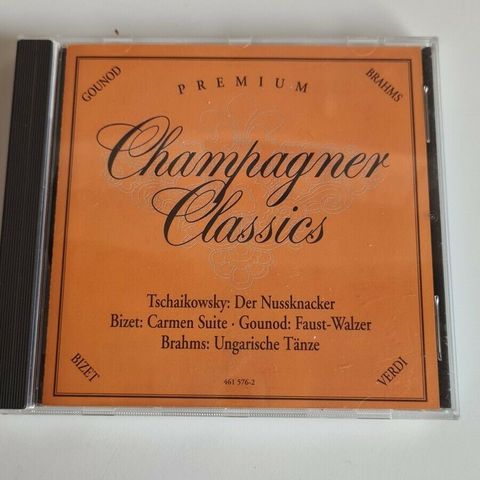 GOUNOD
BRAHMS
PREMIUM
Champagner
Classics
Tschaikowsky: Der Nussknacker
Bizet: Carmen Suite · Gounod: Faust-Walzer
Brahms: Ungarische Tänze
BIZET
VERDI
461 576-2